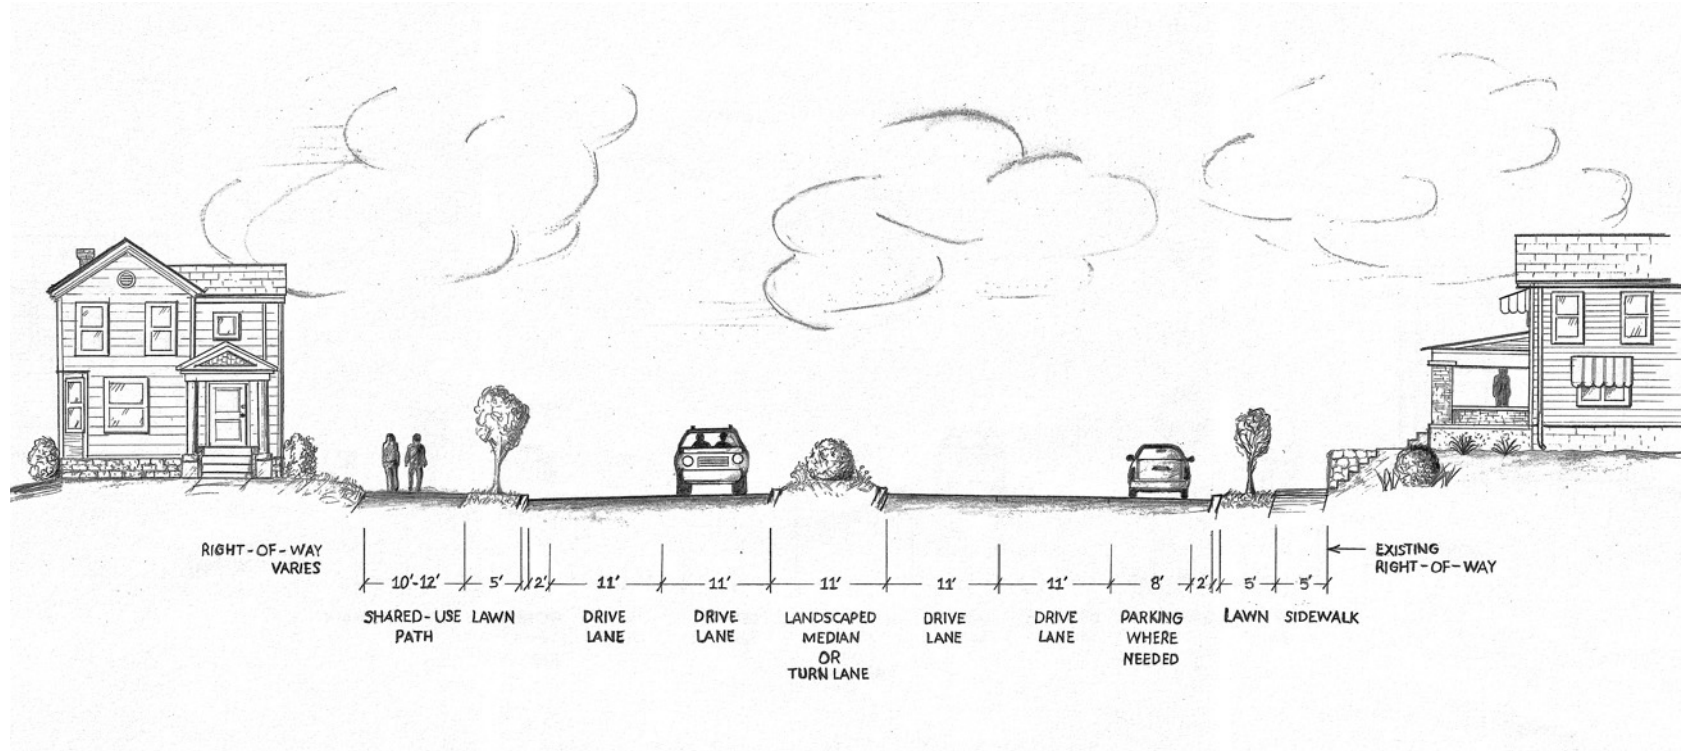 RIGHT-OF-WAY
VARIES
EXISTING
RIGHT-OF-WAY
10'-12' 5' 2' 11' 11' 11' 11' 11' 8' 2' 5' 5'
SHARED-USE
PATH
LAWN
DRIVE
LANE
DRIVE
LANE
LANDSCAPED
MEDIAN
OR
TURN LANE
DRIVE
LANE
DRIVE
LANE
PARKING
WHERE
NEEDED
LAWN
SIDEWALK